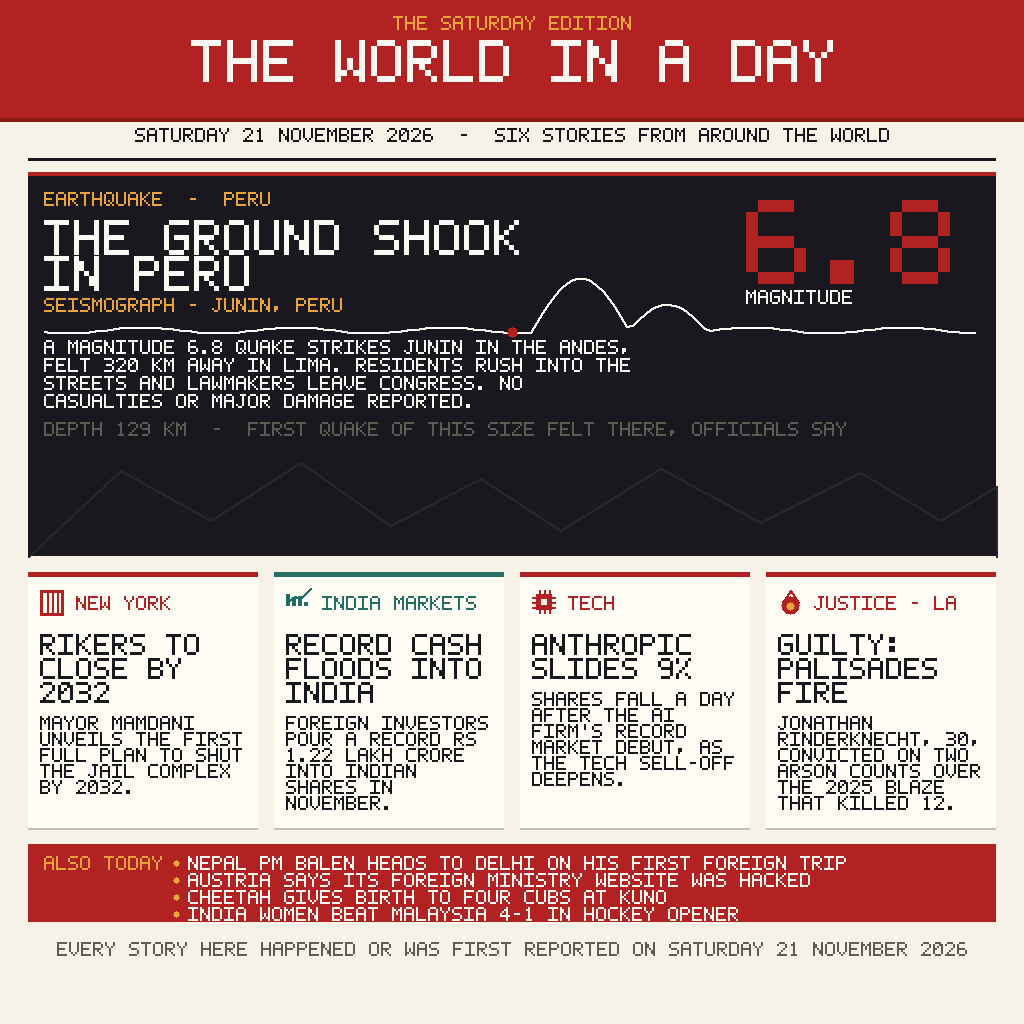 THE SATURDAY EDITION
THE WORLD IN A DAY
SATURDAY 21 NOVEMBER 2026 - SIX STORIES FROM AROUND THE WORLD
EARTHQUAKE - PERU
THE GROUND SHOOK
IN PERU
6.8
MAGNITUDE
SEISMOGRAPH - JUNIN, PERU
A MAGNITUDE 6.8 QUAKE STRIKES JUNIN IN THE ANDES,
FELT 320 KM AWAY IN LIMA. RESIDENTS RUSH INTO THE
STREETS AND LAWMAKERS LEAVE CONGRESS. NO
CASUALTIES OR MAJOR DAMAGE REPORTED.
DEPTH 129 KM - FIRST QUAKE OF THIS SIZE FELT THERE, OFFICIALS SAY
NEW YORK
RIKERS TO
CLOSE BY
2032
MAYOR MAMDANI
UNVEILS THE FIRST
FULL PLAN TO SHUT
THE JAIL COMPLEX
BY 2032.
INDIA MARKETS
RECORD CASH
FLOODS INTO
INDIA
FOREIGN INVESTORS
POUR A RECORD RS
1.22 LAKH CRORE
INTO INDIAN
SHARES IN
NOVEMBER.
TECH
ANTHROPIC
SLIDES 9%
SHARES FALL A DAY
AFTER THE AI
FIRM'S RECORD
MARKET DEBUT, AS
THE TECH SELL-OFF
DEEPENS.
JUSTICE - LA
GUILTY:
PALISADES
FIRE
JONATHAN
RINDERKNECHT, 30,
CONVICTED ON TWO
ARSON COUNTS OVER
THE 2025 BLAZE
THAT KILLED 12.
ALSO TODAY • NEPAL PM BALEN HEADS TO DELHI ON HIS FIRST FOREIGN TRIP
• AUSTRIA SAYS ITS FOREIGN MINISTRY WEBSITE WAS HACKED
• CHEETAH GIVES BIRTH TO FOUR CUBS AT KUNO
• INDIA WOMEN BEAT MALAYSIA 4-1 IN HOCKEY OPENER
EVERY STORY HERE HAPPENED OR WAS FIRST REPORTED ON SATURDAY 21 NOVEMBER 2026